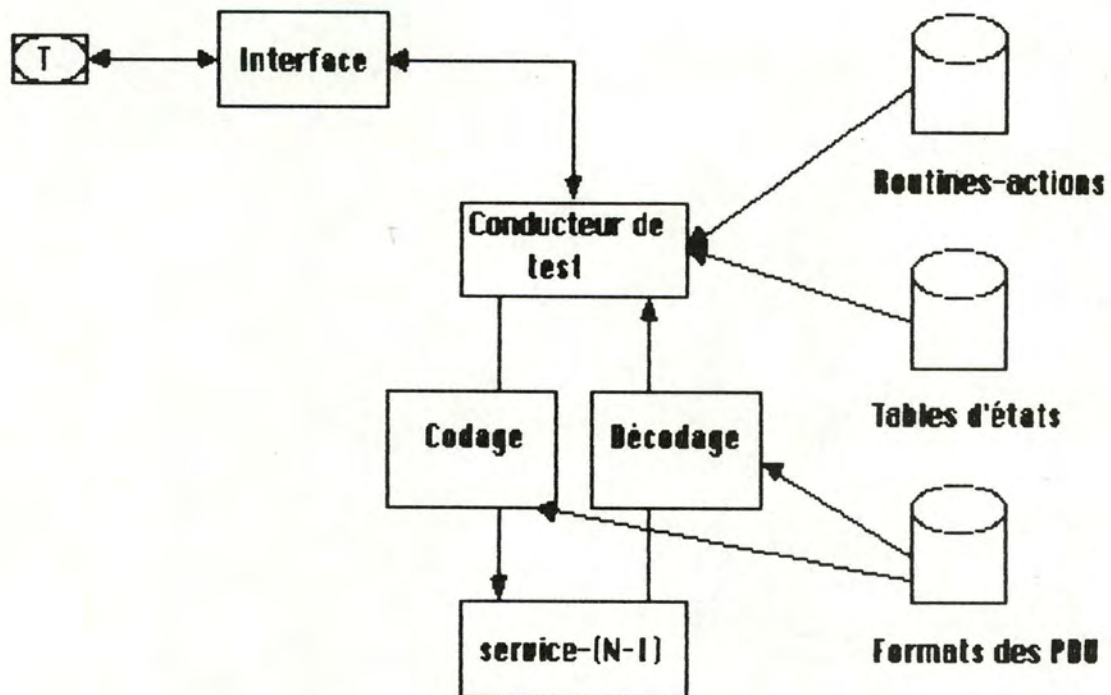 T
Interface
Routines-actions
Conducteur de
test
Tables d'états
Codage
Décodage
service-(N-1)
Formats des PDU